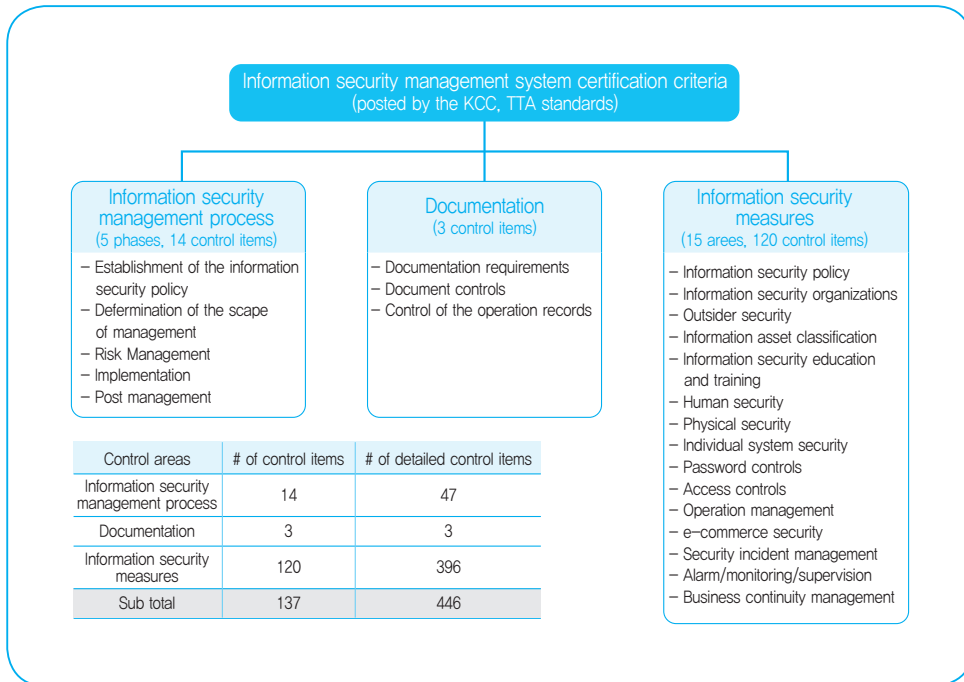 Information security management system certification criteria
(posted by the KCC, TTA standards)
Information security
management process
(5 phases, 14 control items)
– Establishment of the information
security policy
– Defermination of the scape
of management
– Risk Management
– Implementation
– Post management
Documentation
(3 control items)
– Documentation requirements
– Document controls
– Control of the operation records
Information security
measures
(15 arees, 120 control items)
– Information security policy
– Information security organizations
– Outsider security
– Information asset classification
– Information security education
and training
– Human security
– Physical security
– Individual system security
– Password controls
– Access controls
– Operation management
– e-commerce security
– Security incident management
– Alarm/monitoring/supervision
– Business continuity management
Control areas # of control items # of detailed control items
Information security
management process 14 47
Documentation 3 3
Information security
measures 120 396
Sub total 137 446